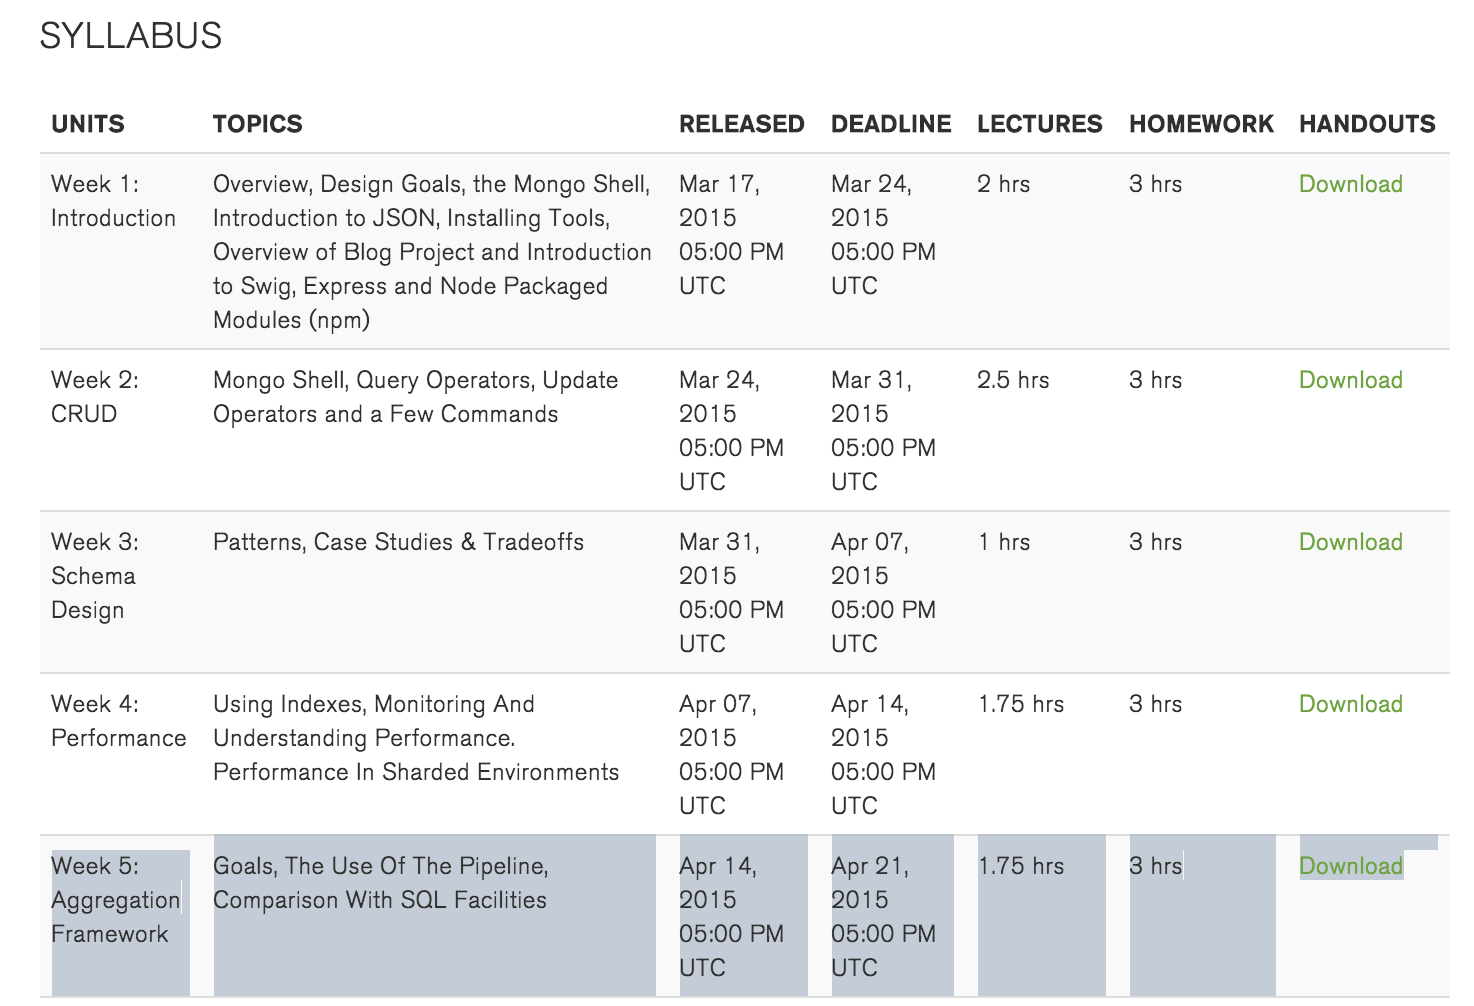 SYLLABUS
UNITS TOPICS RELEASED DEADLINE LECTURES HOMEWORK HANDOUTS
Week 1: Overview, Design Goals, the Mongo Shell, Mar 17, Mar 24, 2 hrs 3 hrs Download
Introduction Introduction to JSON, Installing Tools, 2015 2015
Overview of Blog Project and Introduction 05:00 PM 05:00 PM
to Swig, Express and Node Packaged UTC UTC
Modules (npm)
Week 2: Mongo Shell, Query Operators, Update Mar 24, Mar 31, 2.5 hrs 3 hrs Download
CRUD Operators and a Few Commands 2015 2015
05:00 PM 05:00 PM
UTC UTC
Week 3: Patterns, Case Studies & Tradeoffs Mar 31, Apr 07, 1 hrs 3 hrs Download
Schema 2015 2015
Design 05:00 PM 05:00 PM
UTC UTC
Week 4: Using Indexes, Monitoring And Apr 07, Apr 14, 1.75 hrs 3 hrs Download
Performance Understanding Performance. 2015 2015
Performance In Sharded Environments 05:00 PM 05:00 PM
UTC UTC
Week 5: Goals, The Use Of The Pipeline, Apr 14, Apr 21, 1.75 hrs 3 hrs Download
Aggregation Comparison With SQL Facilities 2015 2015
Framework 05:00 PM 05:00 PM
UTC UTC